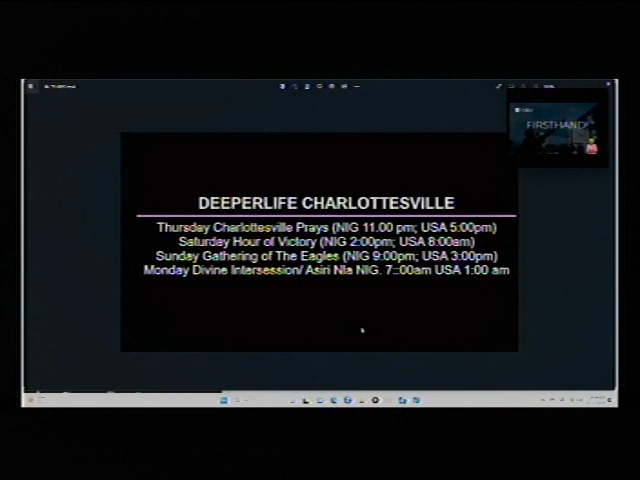 FIRSTHAND
DEEPERLIFE CHARLOTTESVILLE
Thursday Charlottesville Prays (NIG 11.00 pm; USA 5:00pm)
Saturday Hour of Victory (NIG 2:00pm; USA 8:00am)
Sunday Gathering of The Eagles (NIG 9:00pm; USA 3:00pm)
Monday Divine Intersession/ Asiri Nla NIG. 7::00am USA 1:00 am